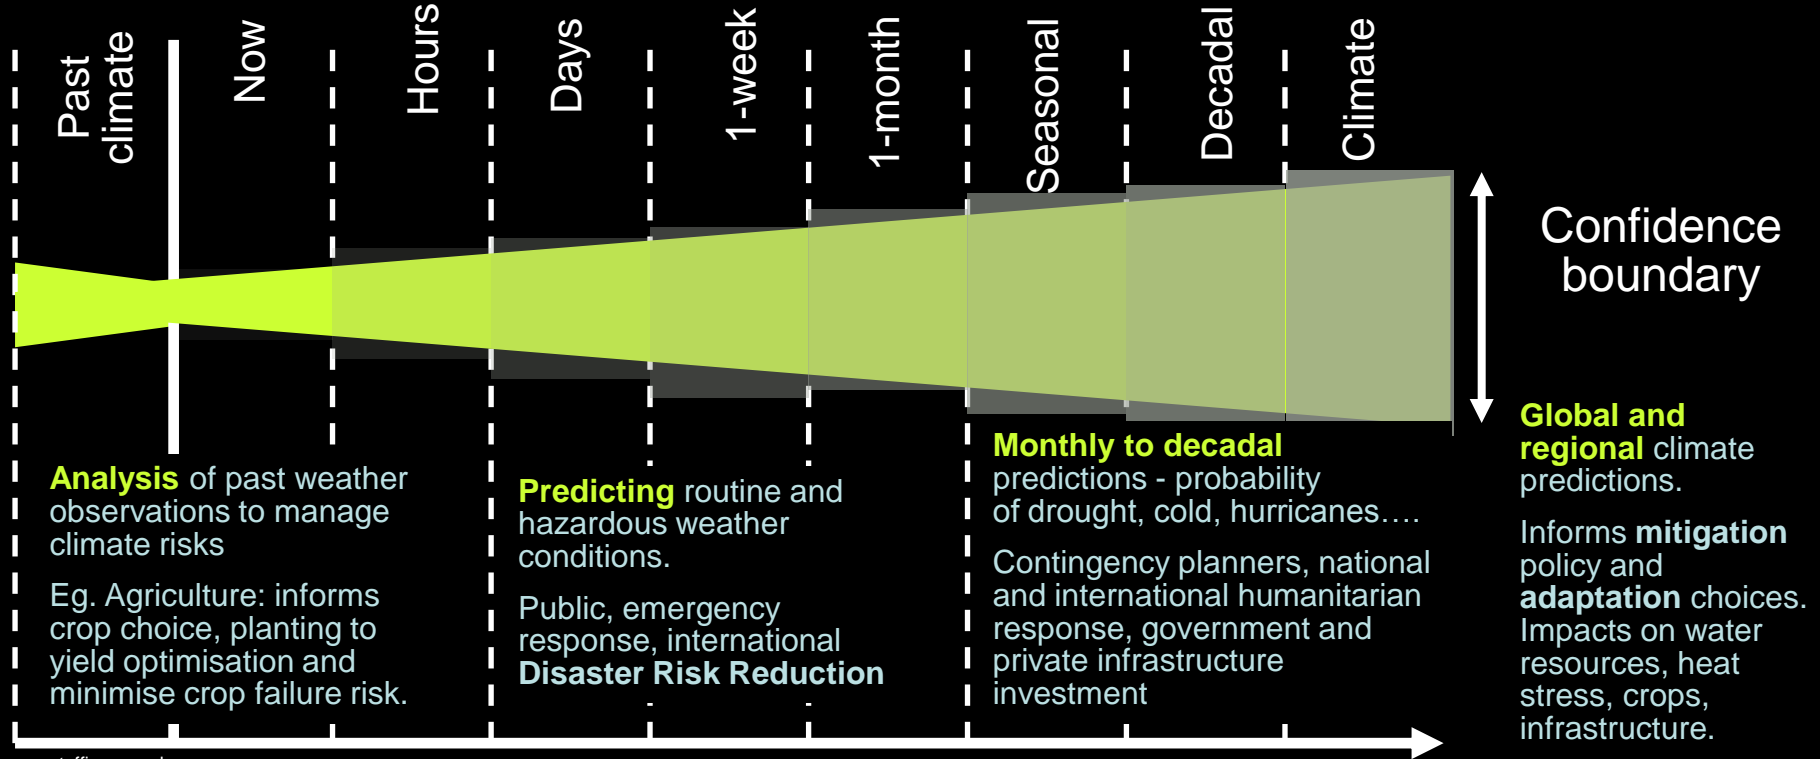 Past
climate
Now
Hours
Days
1-week
1-month
Seasonal
Decadal
Climate
Confidence
boundary
Analysis of past weather
observations to manage
climate risks
Eg. Agriculture: informs
crop choice, planting to
yield optimisation and
minimise crop failure risk.
Predicting routine and
hazardous weather
conditions.
Public, emergency
response, international
Disaster Risk Reduction
Monthly to decadal
predictions - probability
of drought, cold, hurricanes….
Contingency planners, national
and international humanitarian
response, government and
private infrastructure
investment
Global and
regional climate
predictions.
Informs mitigation
policy and
adaptation choices.
Impacts on water
resources, heat
stress, crops,
infrastructure.